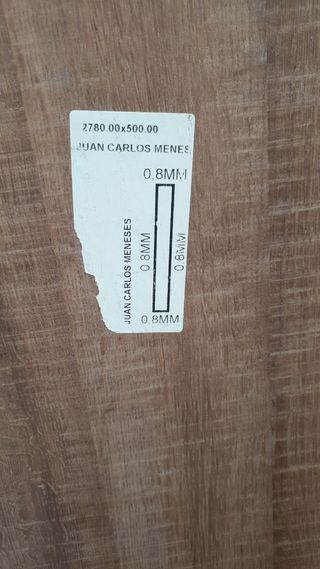 2780.00x500.00
JUAN CARLOS MENES
0,8MM
JUAN CARLOS MENESES
0.8MM
0.8MM
0.8MM